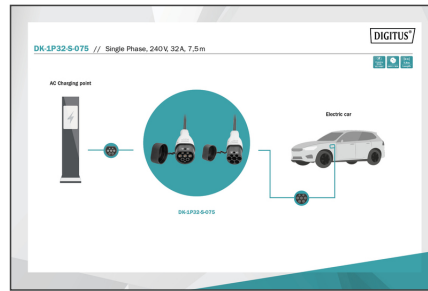 DIGITUS®
DK-1P32-S-075 // Single Phase, 240V, 32A, 7,5m
AC Charging point
Electric car
DK-1P32-S-075